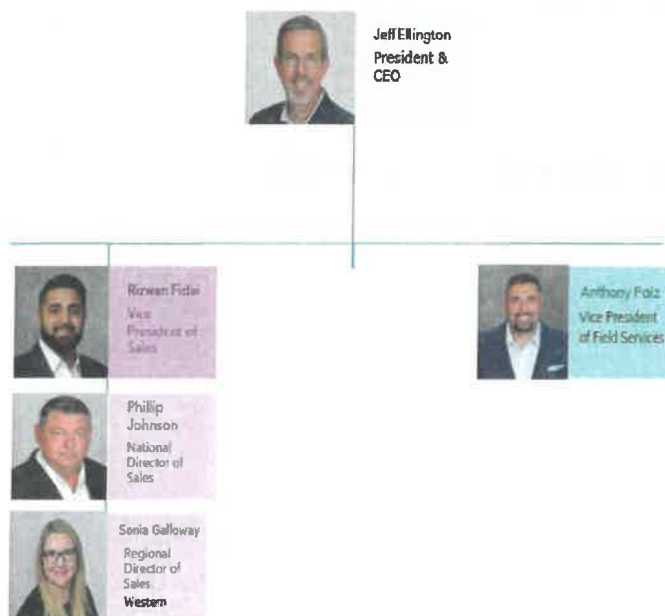 Jeff Ellington
President &
CEO
Rizwan Fidai
Vice
President of
Sales
Anthony Faiz
Vice President
of Field Services
Phillip
Johnson
National
Director of
Sales
Sonia Galloway
Regional
Director of
Sales
Western